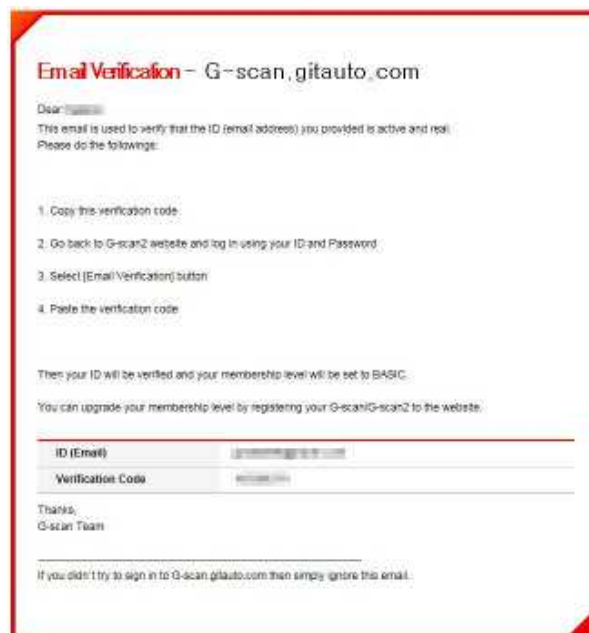 Email Verification - G-scan.gitauto.com
Dear
This email is used to verify that the ID (email address) you provided is active and real.
Please do the followings:
1. Copy this verification code
2. Go back to G-scan2 website and log in using your ID and Password
3. Select [Email Verification] button
4. Paste the verification code
Then your ID will be verified and your membership level will be set to BASIC.
You can upgrade your membership level by registering your G-scan/G-scan2 to the website.
ID (Email)
Verification Code
Thanks,
G-scan Team
If you didn't try to sign in to G-scan.gitauto.com then simply ignore this email.